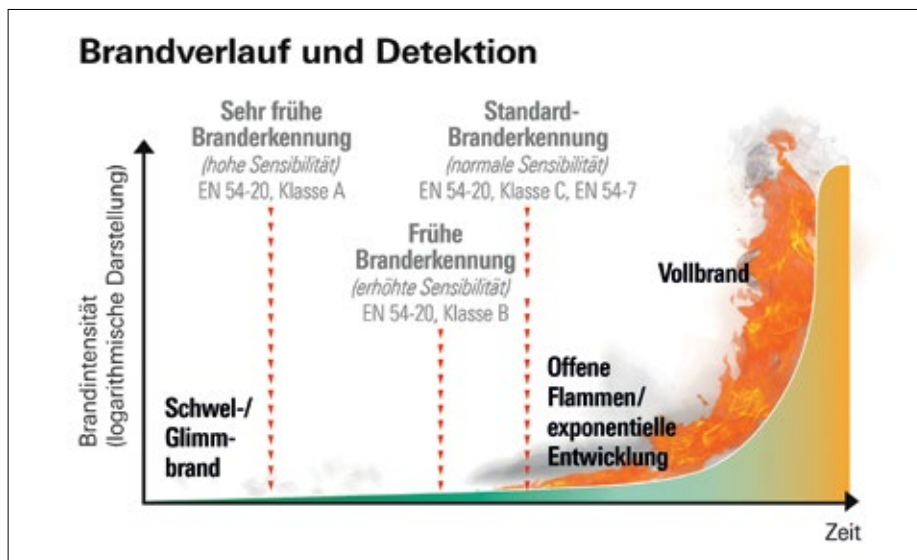 Brandverlauf und Detektion
Sehr frühe
Branderkennung
(hohe Sensibilität)
EN 54-20, Klasse A
Standard-
Branderkennung
(normale Sensibilität)
EN 54-20, Klasse C, EN 54-7
Frühe
Branderkennung
(erhöhte Sensibilität)
EN 54-20, Klasse B
Vollbrand
Brandintensität
(logarithmische Darstellung)
Schwel-/
Glimm-
brand
Offene
Flammen/
exponentielle
Entwicklung
Zeit